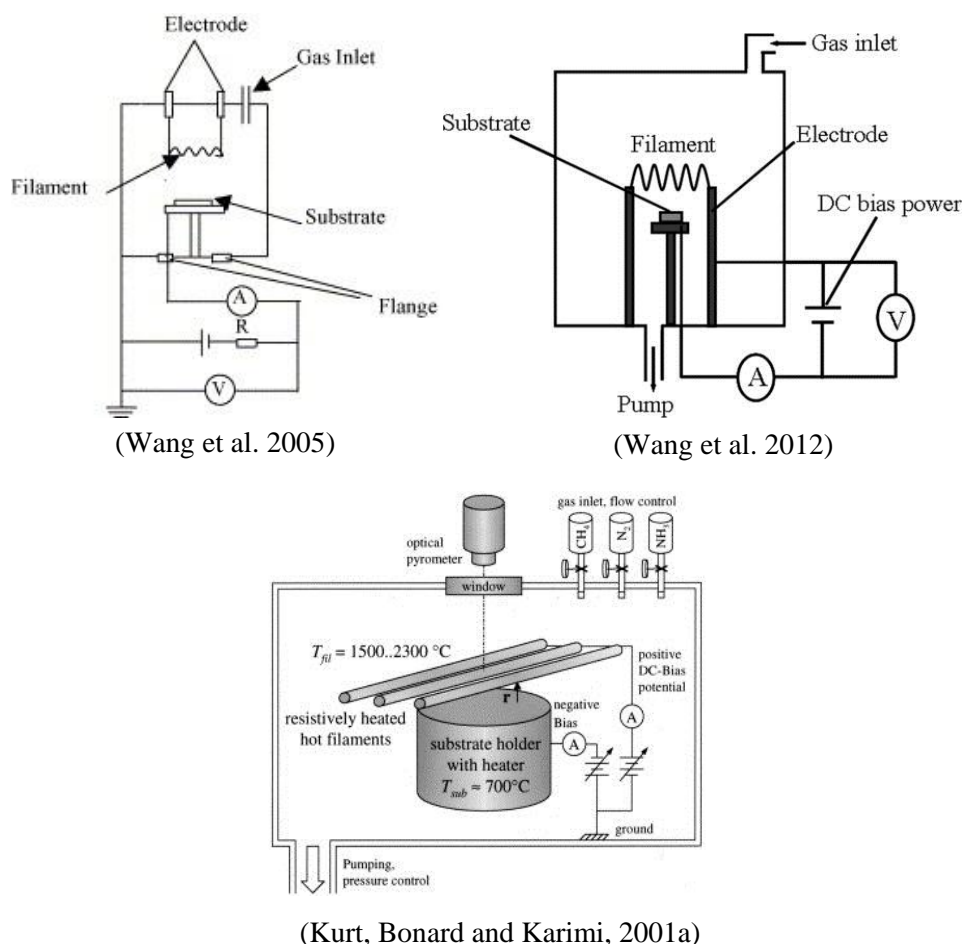 Electrode
Gas Inlet
Filament
Substrate
A
R
Flange
V
(Wang et al. 2005)
Gas inlet
Substrate
Filament
Electrode
DC bias power
V
A
Pump
(Wang et al. 2012)
gas inlet, flow control
CH₄
N₂
NH₃
optical
pyrometer
window
T_fil = 1500..2300 °C
positive
DC-Bias
potential
r
resistively heated
hot filaments
negative
Bias
A
A
substrate holder
with heater
T_sub ≈ 700°C
ground
Pumping,
pressure control
(Kurt, Bonard and Karimi, 2001a)